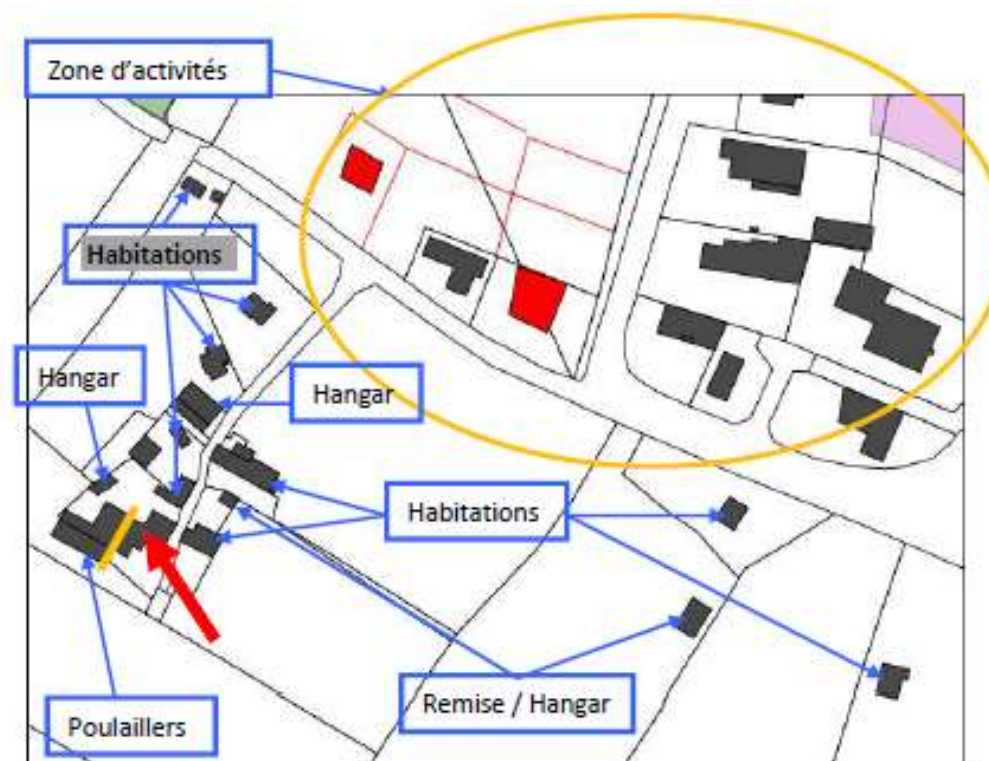 Zone d'activités
Habitations
Hangar
Hangar
Habitations
Remise / Hangar
Poulaillers